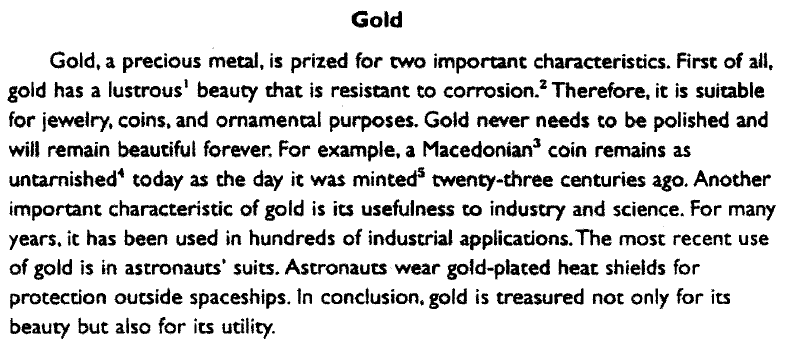 Gold
Gold, a precious metal, is prized for two important characteristics. First of all,
gold has a lustrous¹ beauty that is resistant to corrosion.² Therefore, it is suitable
for jewelry, coins, and ornamental purposes. Gold never needs to be polished and
will remain beautiful forever. For example, a Macedonian³ coin remains as
untarnished⁴ today as the day it was minted⁵ twenty-three centuries ago. Another
important characteristic of gold is its usefulness to industry and science. For many
years, it has been used in hundreds of industrial applications. The most recent use
of gold is in astronauts' suits. Astronauts wear gold-plated heat shields for
protection outside spaceships. In conclusion, gold is treasured not only for its
beauty but also for its utility.